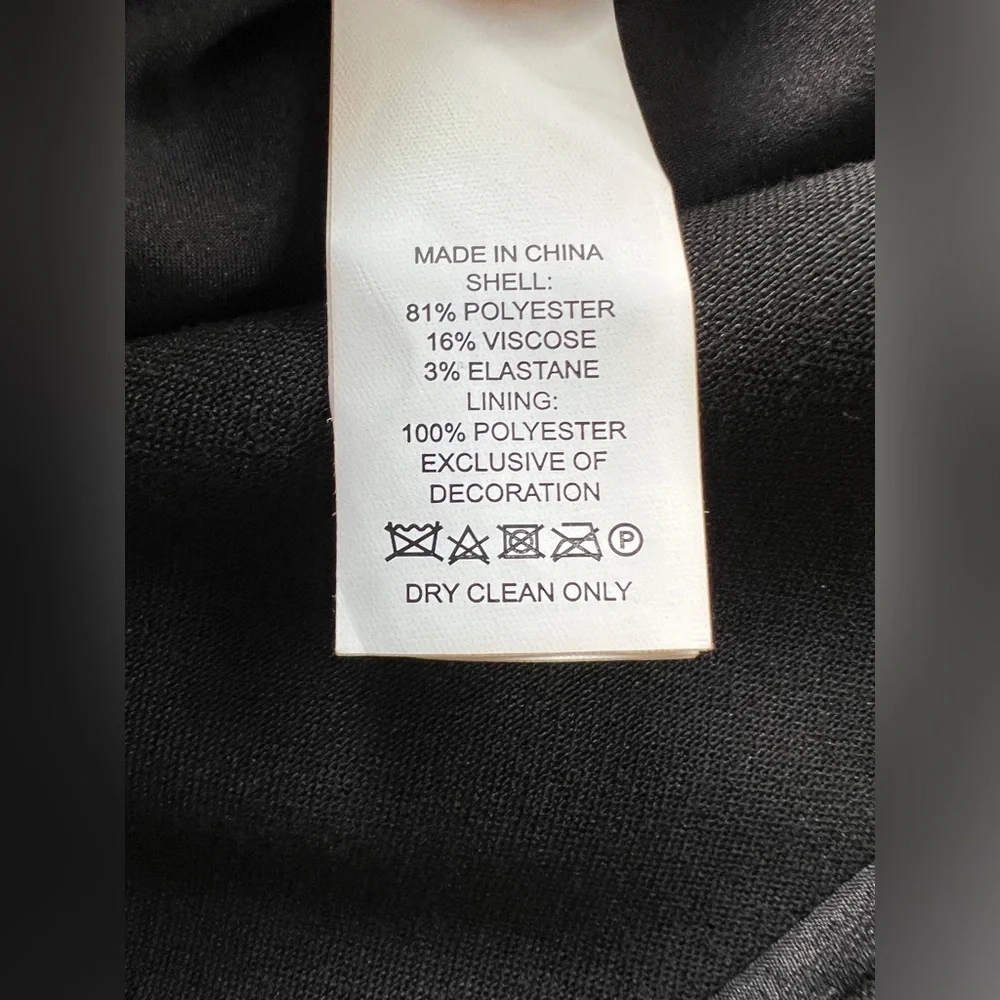 MADE IN CHINA
SHELL:
81% POLYESTER
16% VISCOSE
3% ELASTANE
LINING:
100% POLYESTER
EXCLUSIVE OF
DECORATION
P
DRY CLEAN ONLY